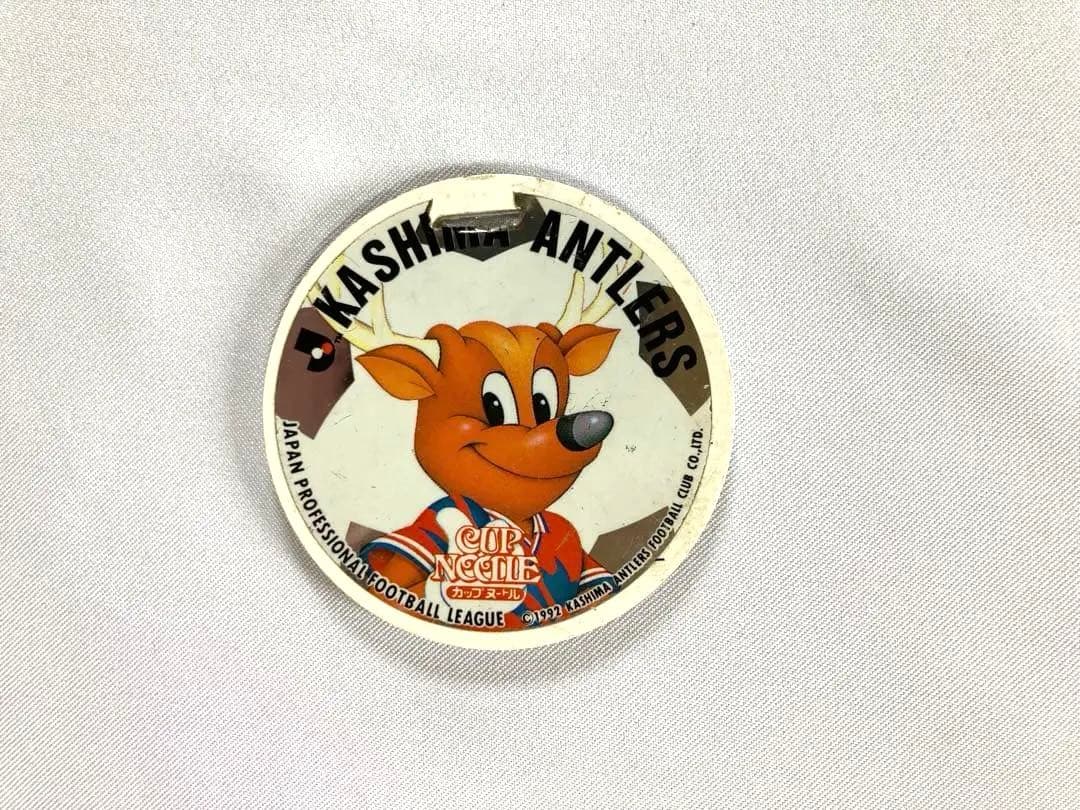 KASHIMA ANTLERS
J
TM
CUP
NOODLE
カップヌードル
JAPAN PROFESSIONAL FOOTBALL LEAGUE
©1992 KASHIMA ANTLERS FOOTBALL CLUB CO.,LTD.